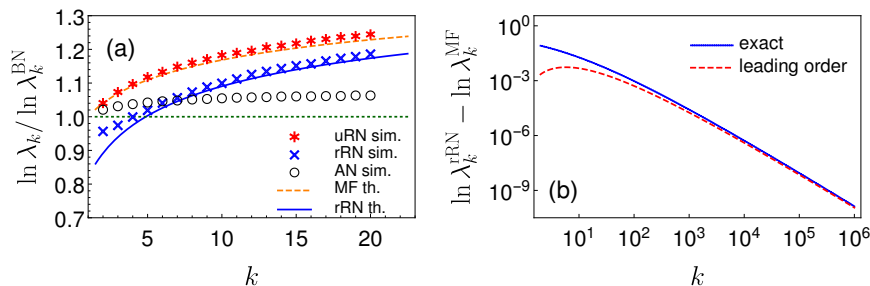 ln λ_k / ln λ_k^BN
1.3
1.2
1.1
1.0
0.9
0.8
0.7
(a)
uRN sim.
rRN sim.
AN sim.
MF th.
rRN th.
5
10
15
20
k
ln λ_k^rRN − ln λ_k^MF
10^0
10^-3
10^-6
10^-9
exact
leading order
(b)
10^1
10^2
10^3
10^4
10^5
10^6
k